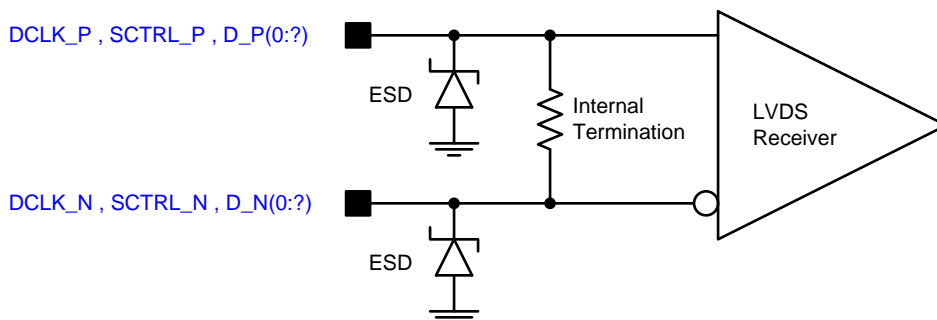 DCLK_P , SCTRL_P , D_P(0:?)
ESD
Internal
Termination
LVDS
Receiver
DCLK_N , SCTRL_N , D_N(0:?)
ESD